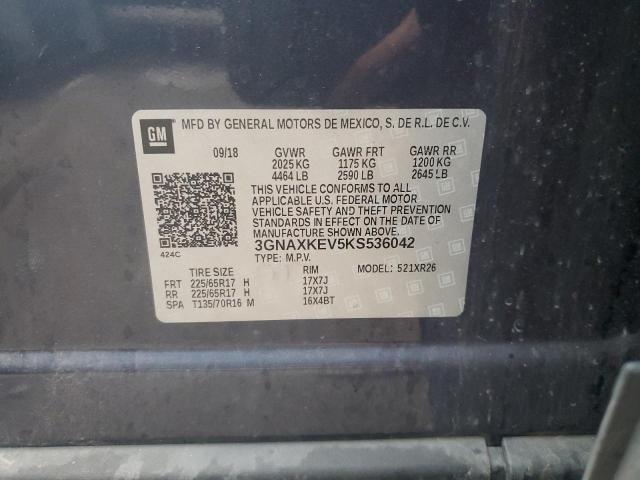 GM
MFD BY GENERAL MOTORS DE MEXICO, S. DE R.L. DE C.V.
09/18 GVWR GAWR FRT GAWR RR
2025 KG 1175 KG 1200 KG
4464 LB 2590 LB 2645 LB
THIS VEHICLE CONFORMS TO ALL
APPLICABLE U.S. FEDERAL MOTOR
VEHICLE SAFETY AND THEFT PREVENTION
STANDARDS IN EFFECT ON THE DATE OF
MANUFACTURE SHOWN ABOVE.
424C
3GNAXKEV5KS536042
TYPE: M.P.V. MODEL: 521XR26
TIRE SIZE RIM
FRT 225/65R17 H 17X7J
RR 225/65R17 H 17X7J
SPA T135/70R16 M 16X4BT